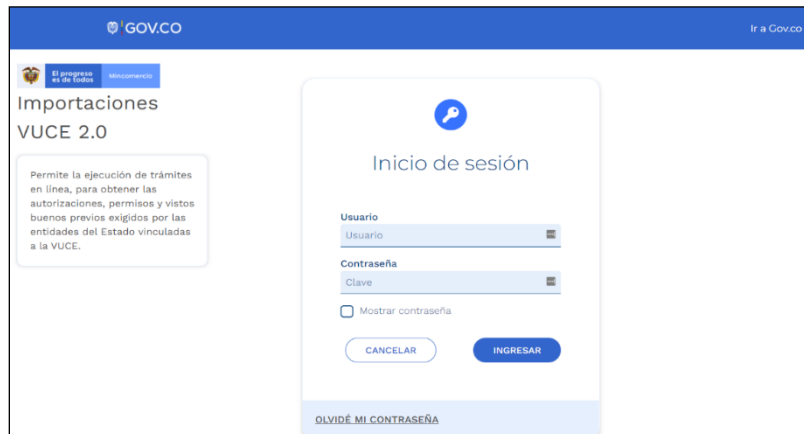 GOV.CO
Ir a Gov.co
El progreso
es de todos
Mincomercio
Importaciones
VUCE 2.0
Permite la ejecución de trámites
en línea, para obtener las
autorizaciones, permisos y vistos
buenos previos exigidos por las
entidades del Estado vinculadas
a la VUCE.
Inicio de sesión
Usuario
Usuario
Contraseña
Clave
Mostrar contraseña
CANCELAR
INGRESAR
OLVIDÉ MI CONTRASEÑA